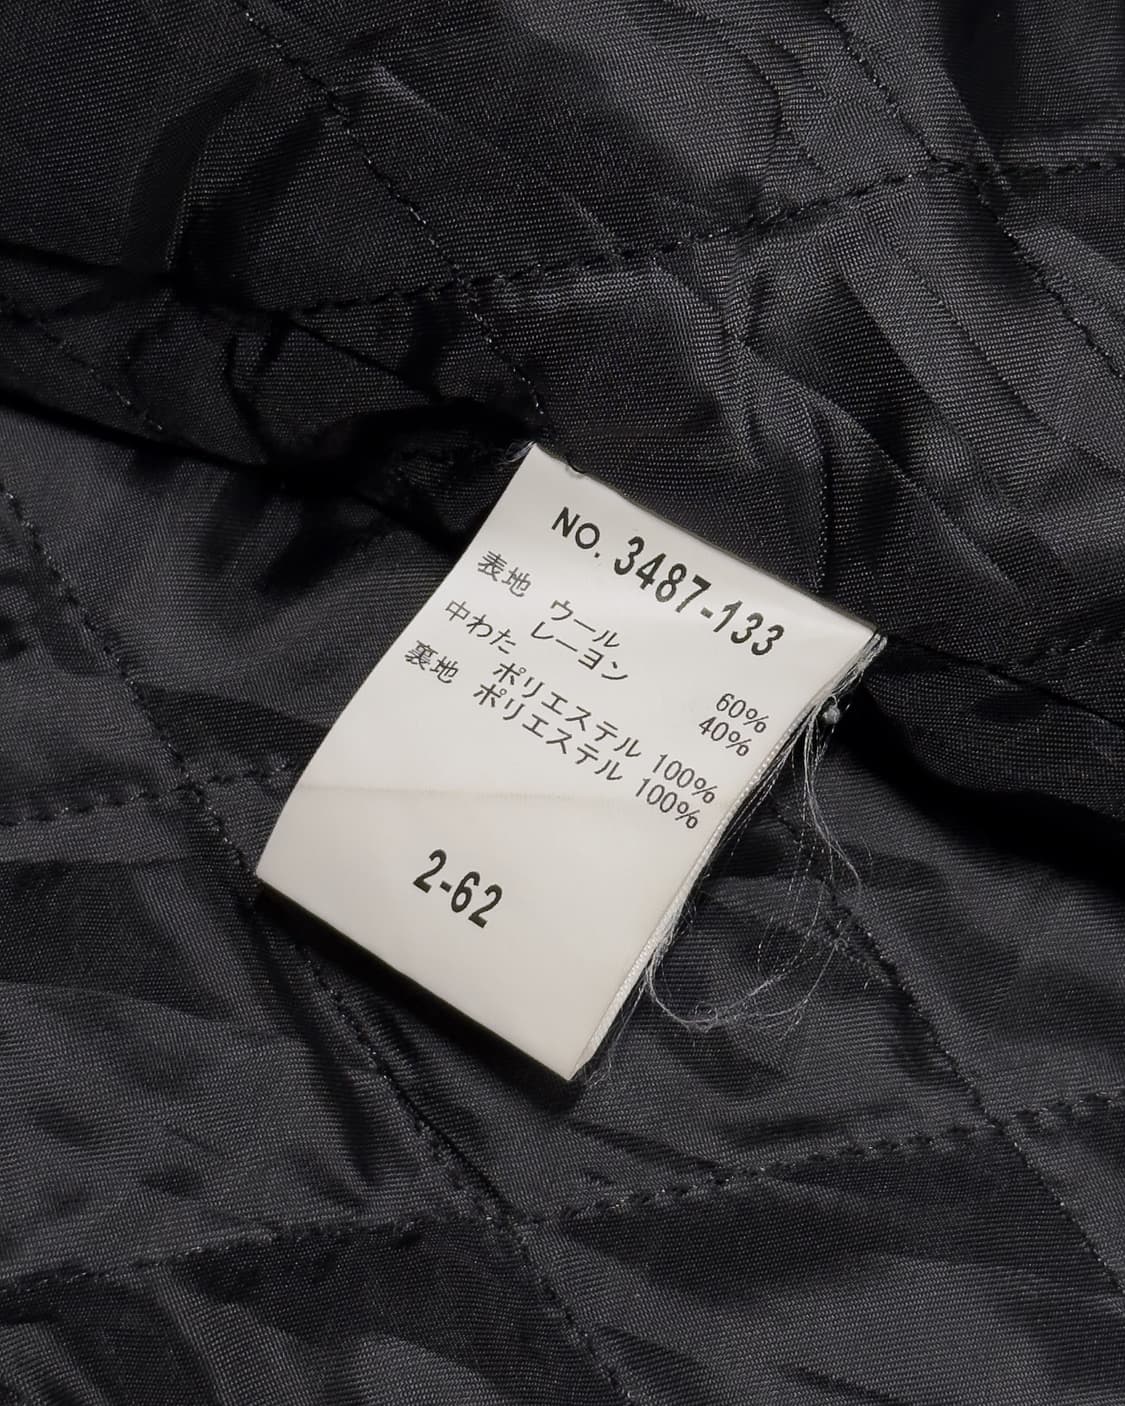 NO. 3487-133
表地 ウール 60%
レーヨン 40%
中わた ポリエステル 100%
裏地 ポリエステル 100%
2-62